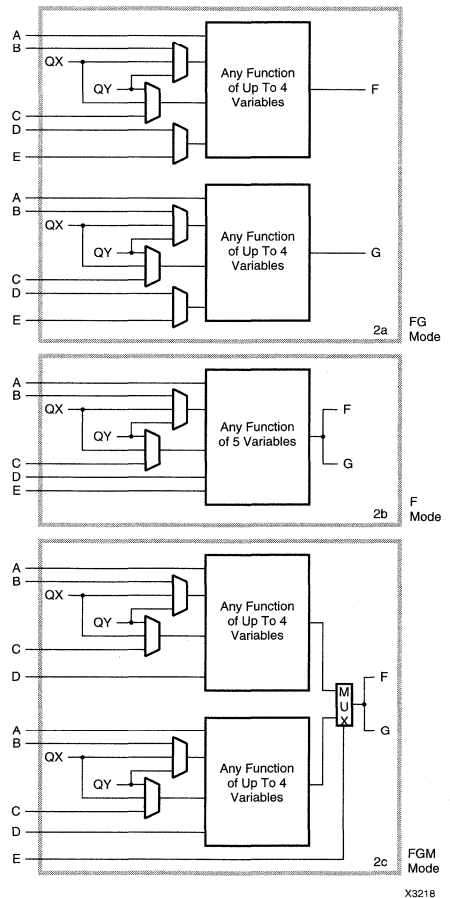 A
B
QX
QY
C
D
E
Any Function
of Up To 4
Variables
F
A
B
QX
QY
C
D
E
Any Function
of Up To 4
Variables
G
2a
FG
Mode
A
B
QX
QY
C
D
E
Any Function
of 5 Variables
F
G
2b
F
Mode
A
B
QX
QY
C
D
Any Function
of Up To 4
Variables
M
U
X
F
G
A
B
QX
QY
C
D
E
Any Function
of Up To 4
Variables
2c
FGM
Mode
X3218